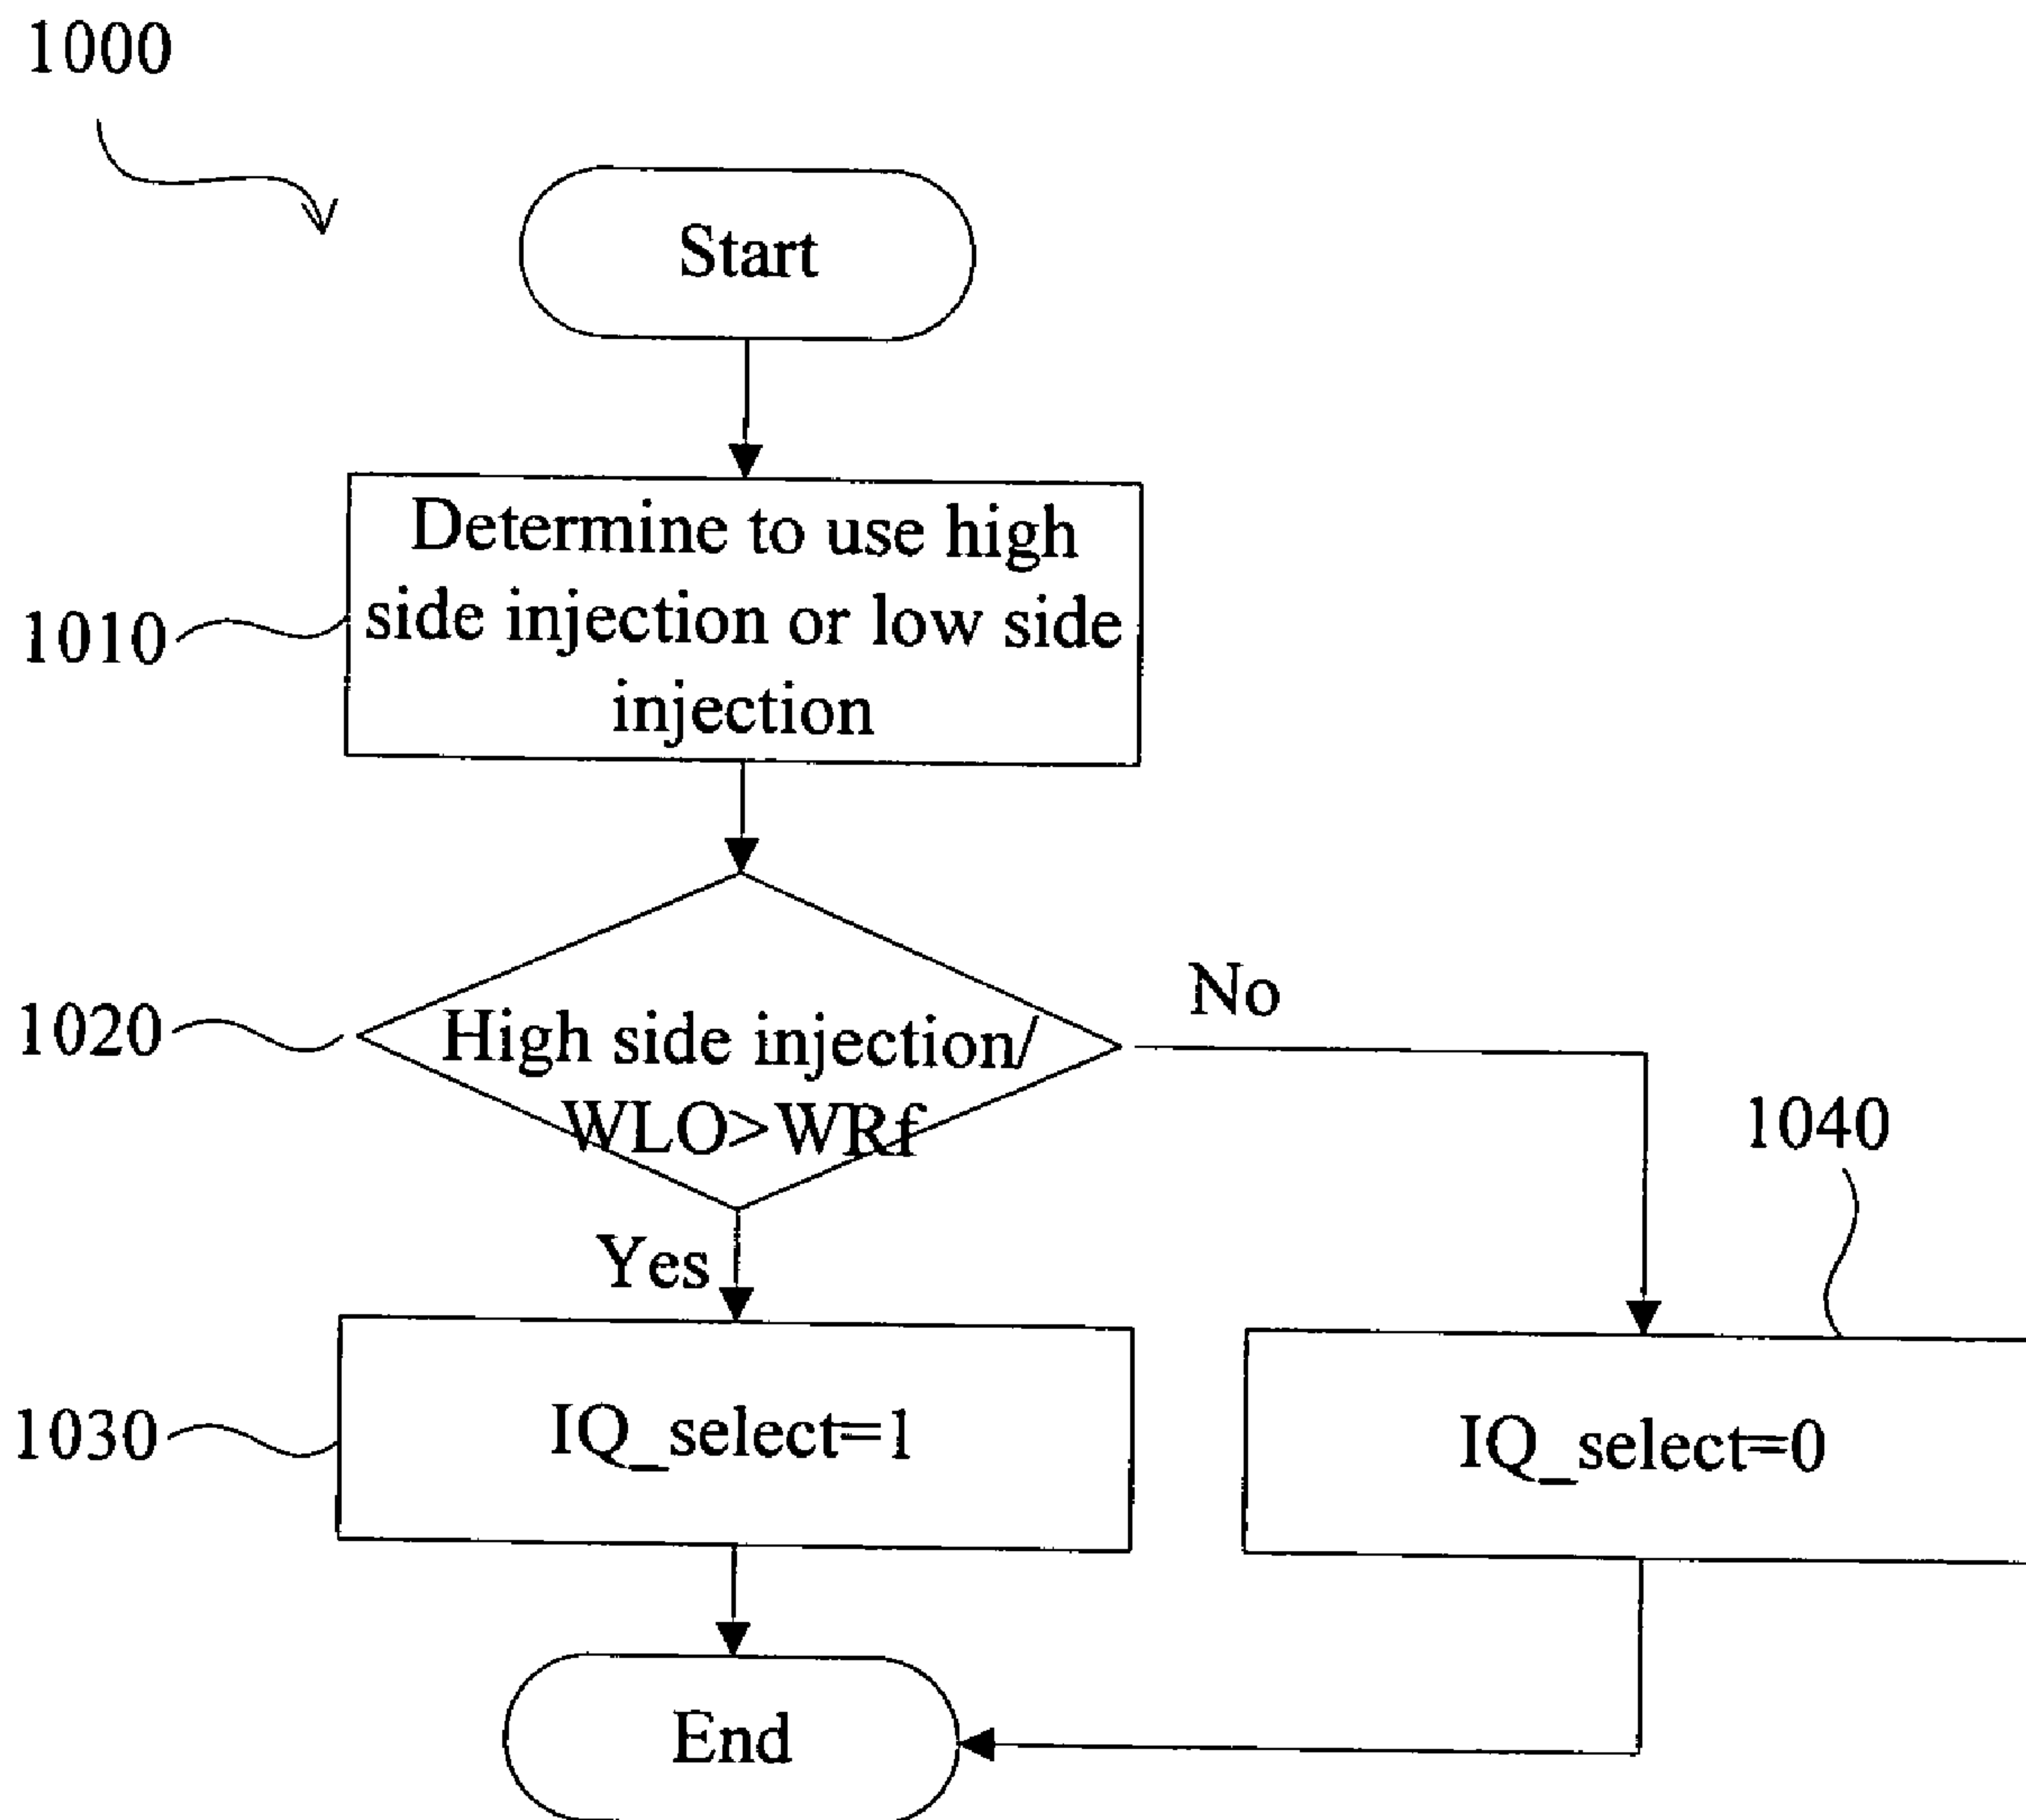 1000
Start
Determine to use high
side injection or low side
injection
1010
No
1020
High side injection/
WLO>WRf
1040
Yes
IQ_select=1
1030
IQ_select=0
End